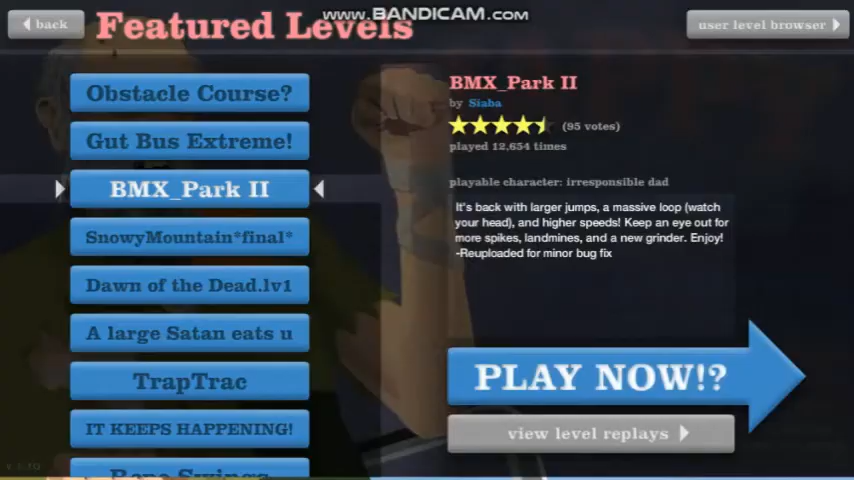 www.BANDICAM.com
back
Featured Levels
user level browser
Obstacle Course?
Gut Bus Extreme!
BMX_Park II
SnowyMountain*final*
Dawn of the Dead.lv1
A large Satan eats u
TrapTrac
IT KEEPS HAPPENING!
Rope Swings
BMX_Park II
by Siaba
(95 votes)
played 12,654 times
playable character: irresponsible dad
It's back with larger jumps, a massive loop (watch
your head), and higher speeds! Keep an eye out for
more spikes, landmines, and a new grinder. Enjoy!
-Reuploaded for minor bug fix
PLAY NOW!?
view level replays